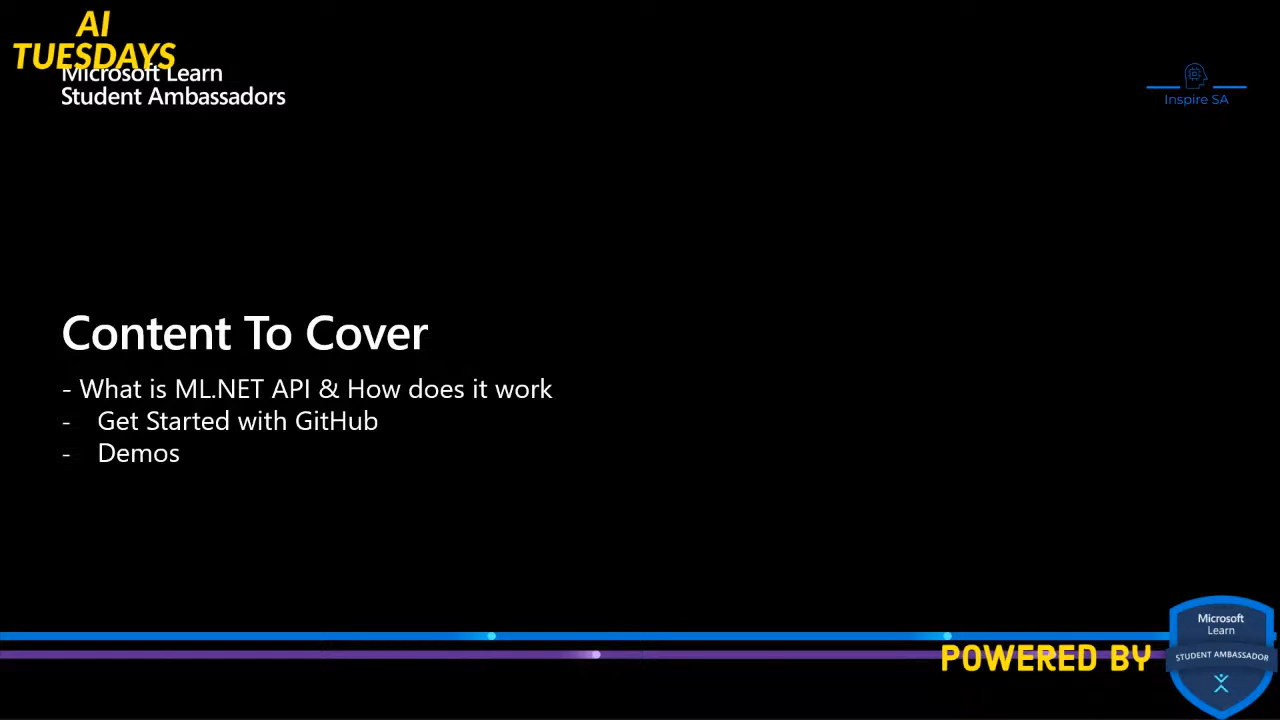 AI
TUESDAYS
Microsoft Learn
Student Ambassadors
Inspire SA
Content To Cover
- What is ML.NET API & How does it work
- Get Started with GitHub
- Demos
POWERED BY
Microsoft
Learn
STUDENT AMBASSADOR